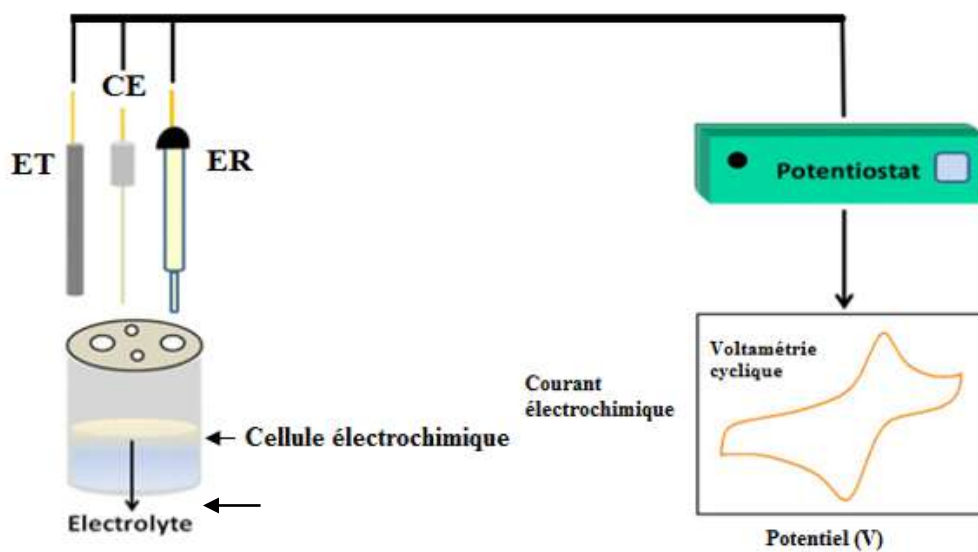 CE
ET
ER
Potentiostat
Voltamétrie
cyclique
Courant
électrochimique
Cellule électrochimique
Electrolyte
Potentiel (V)